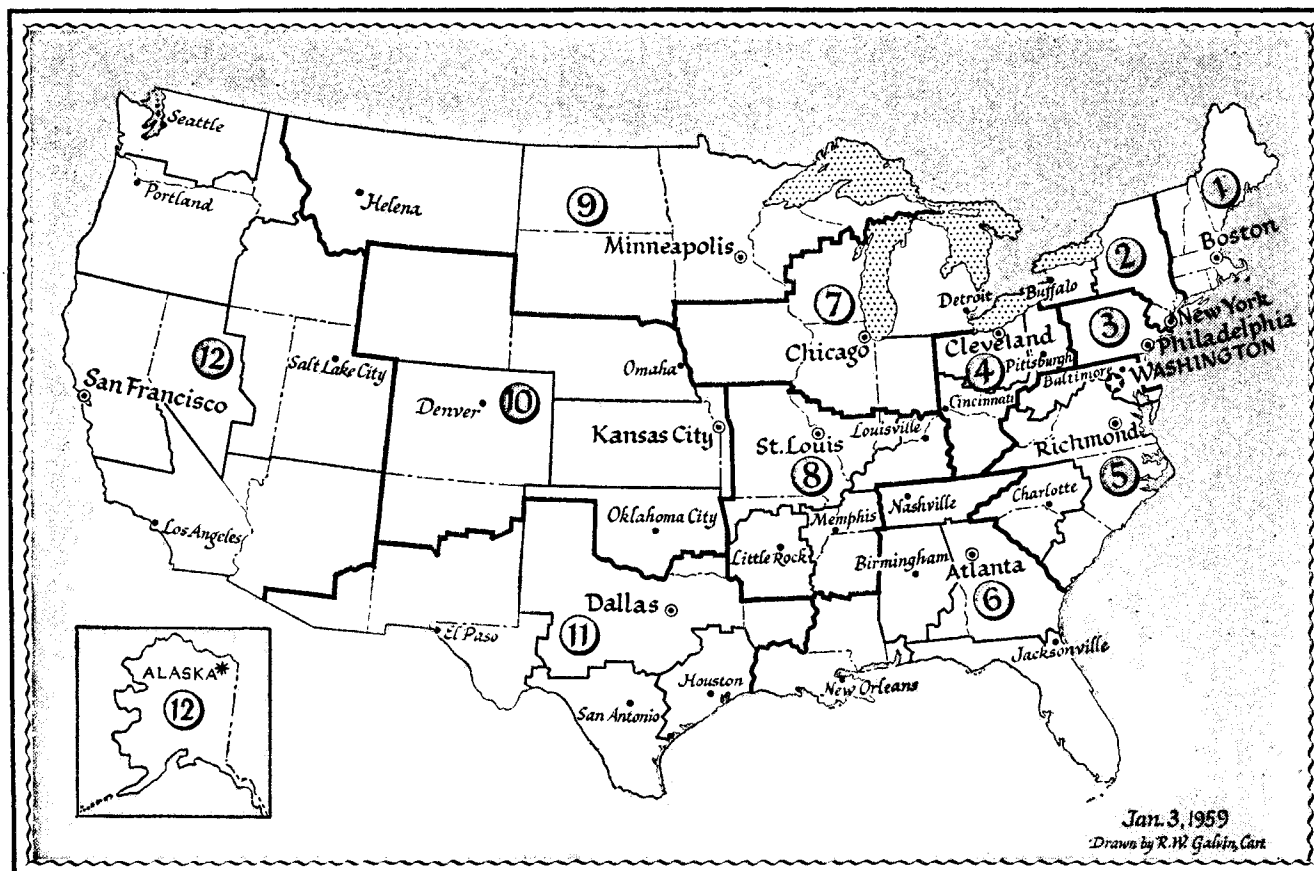 Seattle
Portland
Helena
9
Minneapolis
1
Boston
2
Buffalo
Detroit
7
Chicago
New York
Philadelphia
3
Cleveland
Pittsburgh
4
WASHINGTON
Baltimore
Cincinnati
12
Salt Lake City
San Francisco
Omaha
Denver
10
Kansas City
St. Louis
8
Louisville
Richmond
5
Los Angeles
Oklahoma City
Nashville
Charlotte
Memphis
Little Rock
Birmingham
Atlanta
6
Dallas
11
El Paso
Houston
San Antonio
New Orleans
Jacksonville
ALASKA*
12
Jan. 3, 1959
Drawn by R.W. Galvin, Cart.